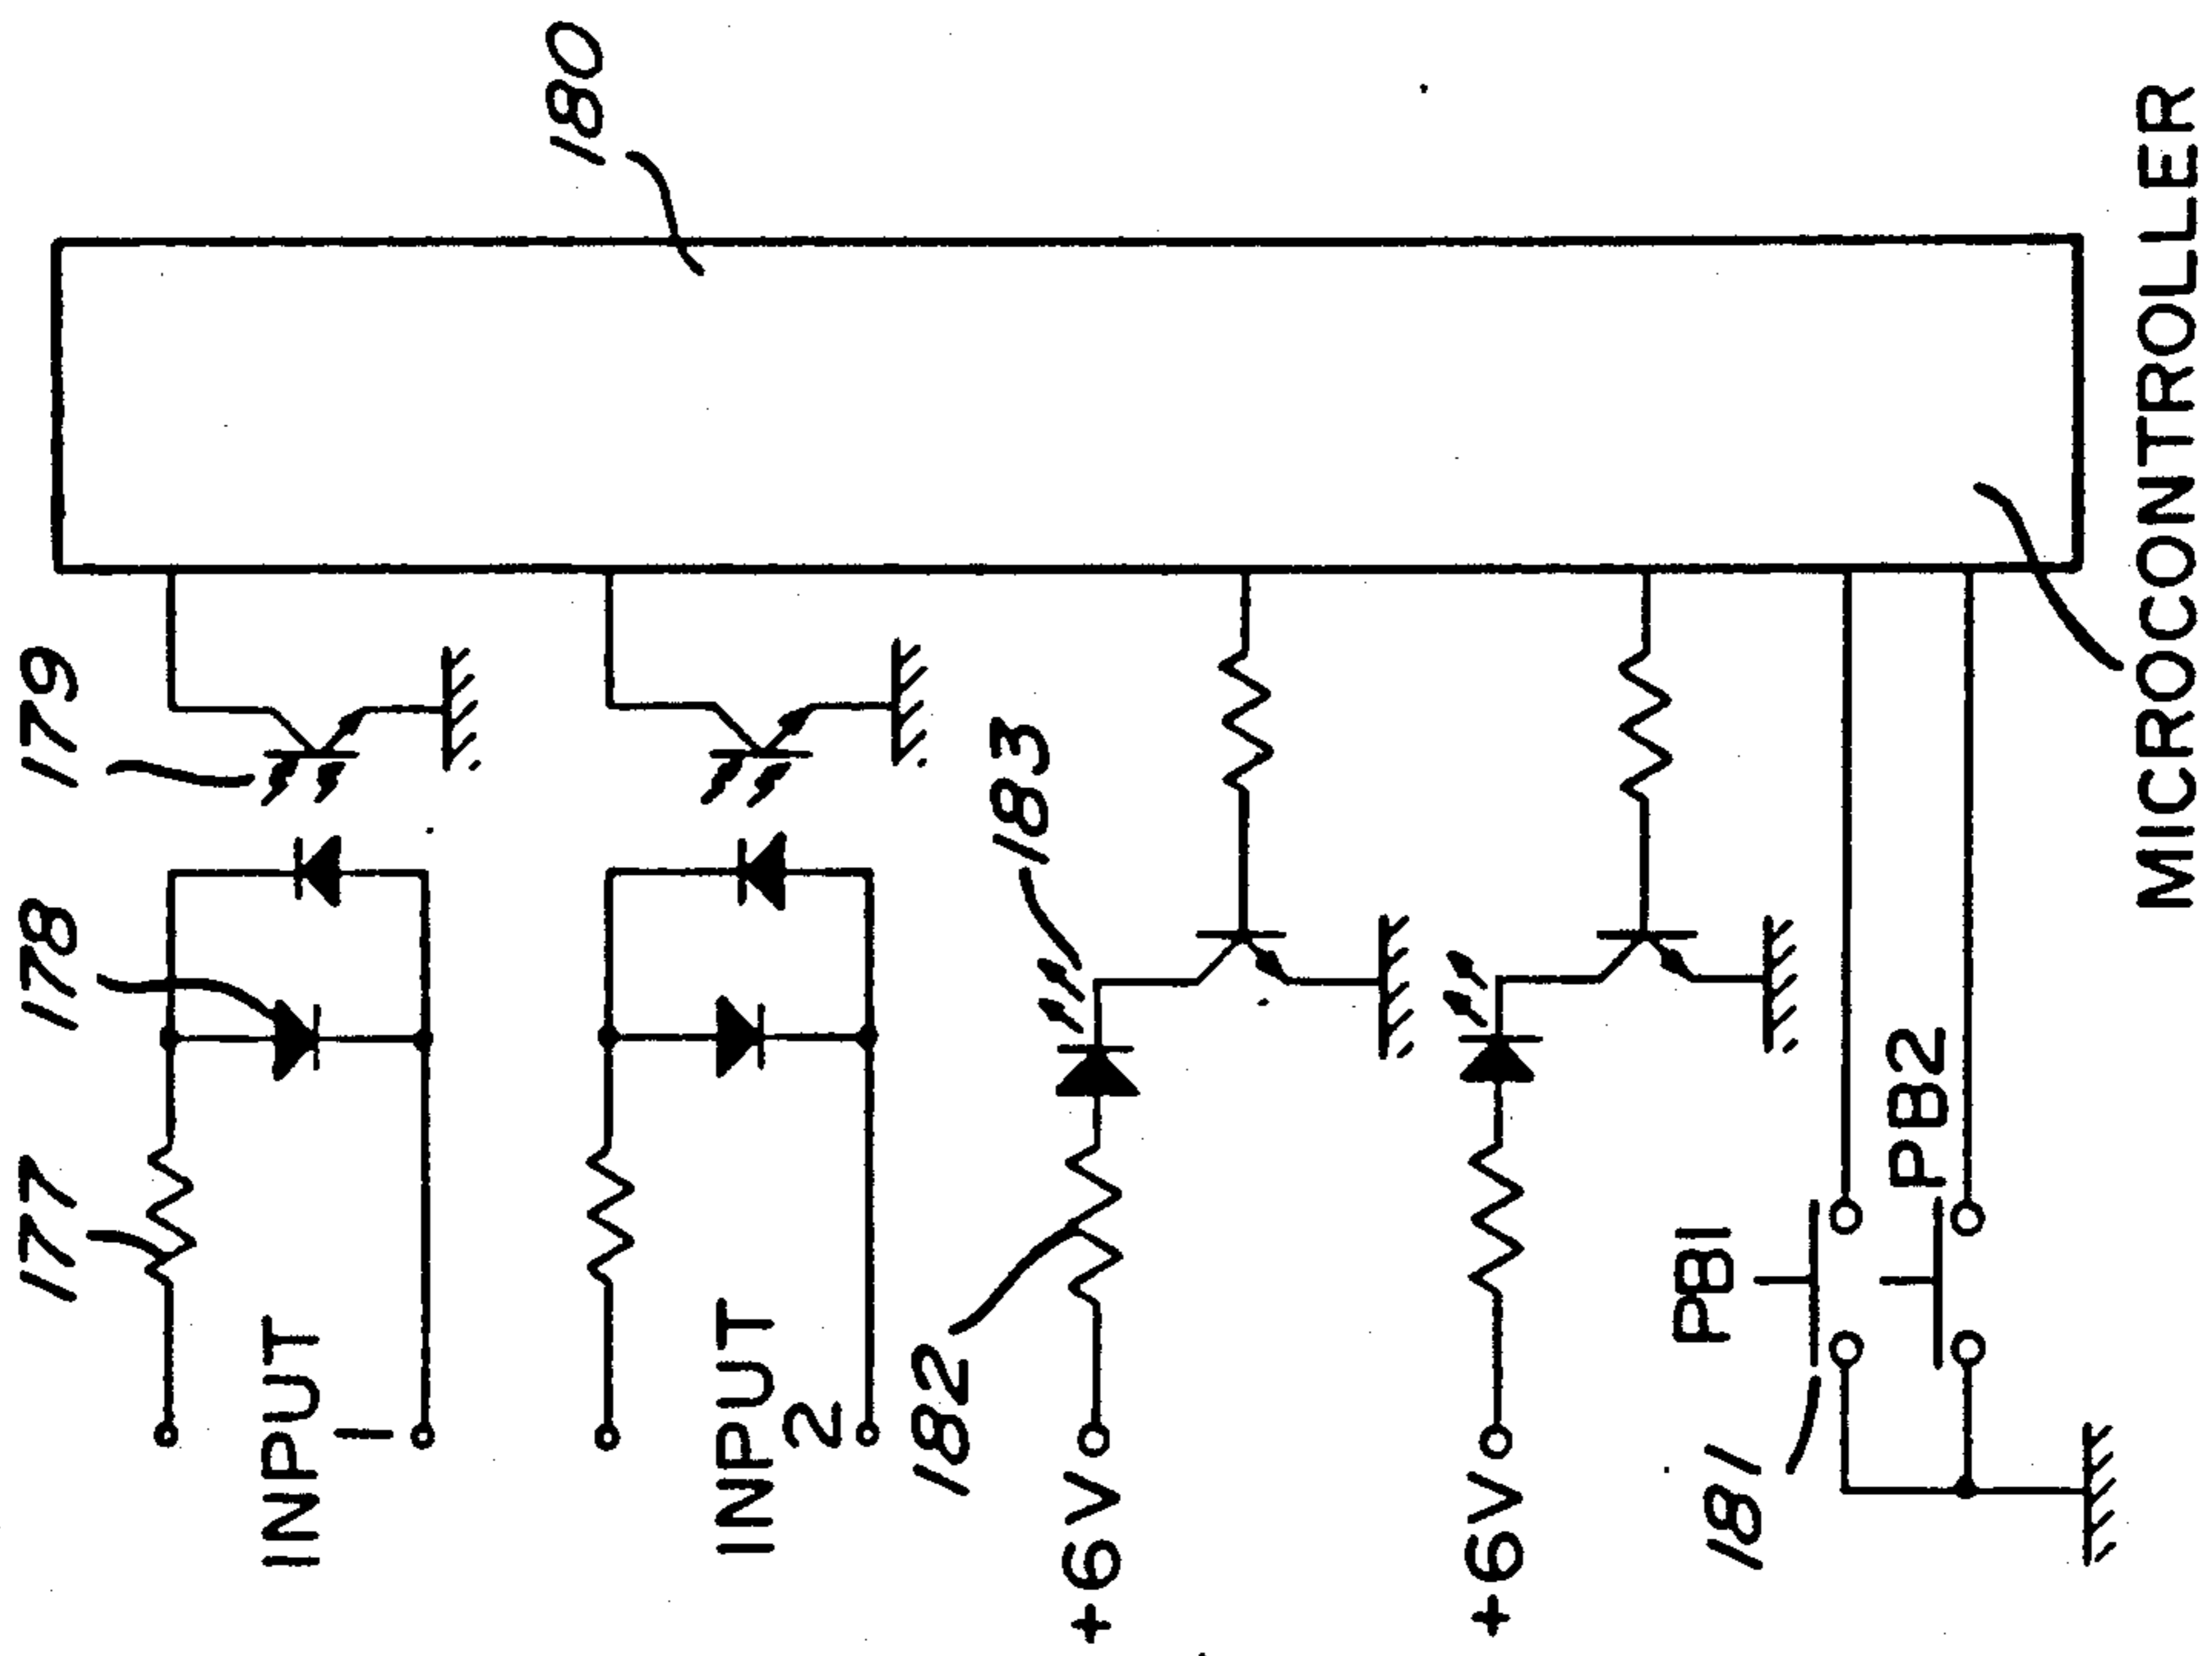 177
178
179
180
INPUT
1
INPUT
2
182
183
+6V
+6V
PB1
PB2
181
MICROCONTROLLER